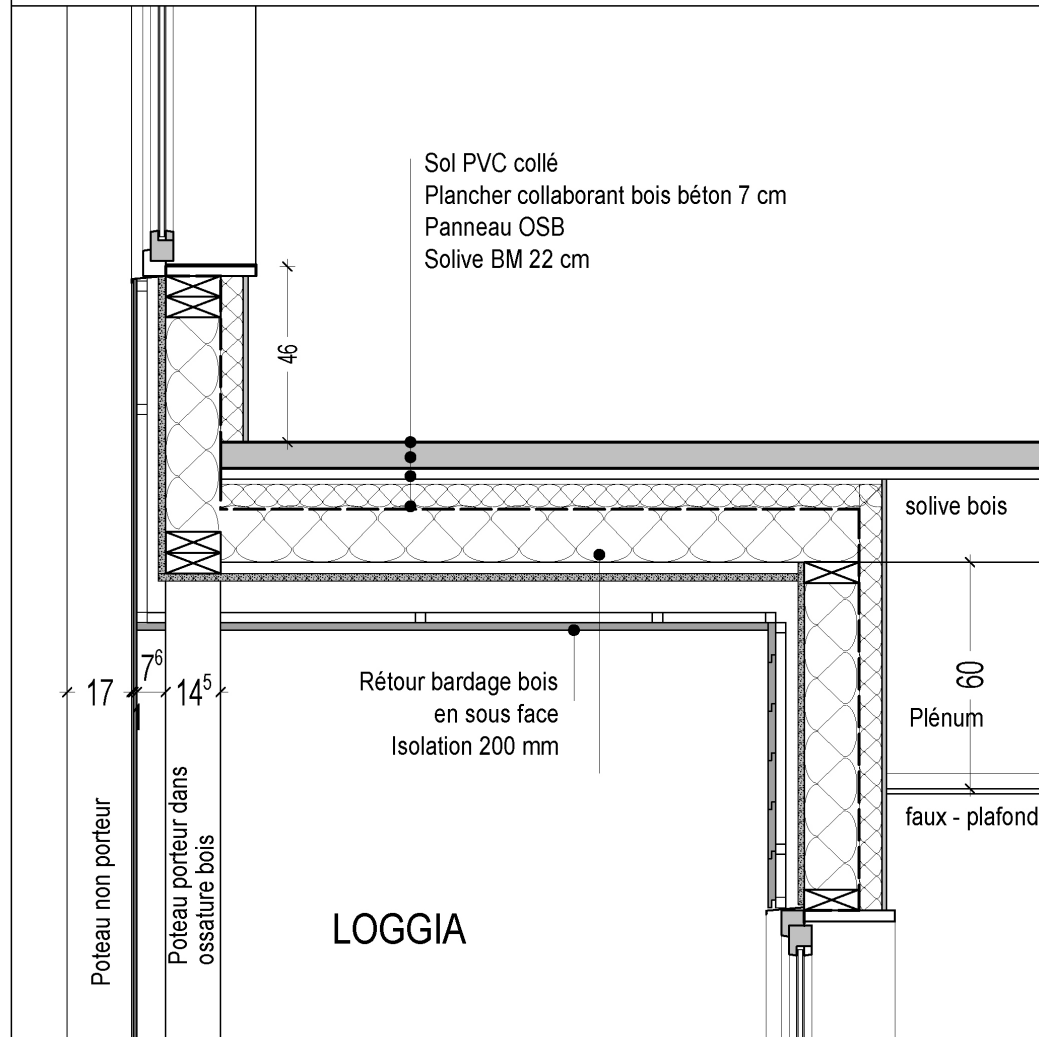 Sol PVC collé
Plancher collaborant bois béton 7 cm
Panneau OSB
Solive BM 22 cm
46
solive bois
60
Plénum
faux - plafond
Rétour bardage bois
en sous face
Isolation 200 mm
17
1
7⁶
14⁵
Poteau non porteur
Poteau porteur dans
ossature bois
LOGGIA